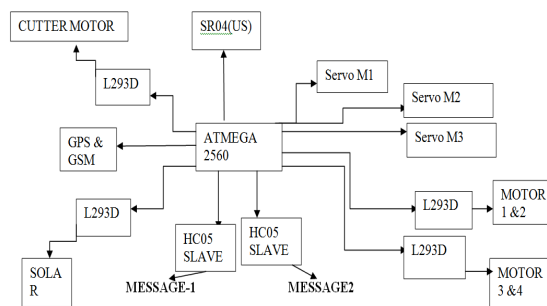 CUTTER MOTOR
SR04(US)
L293D
Servo M1
Servo M2
Servo M3
ATMEGA
2560
GPS &
GSM
L293D
L293D
MOTOR
1 &2
HC05
SLAVE
HC05
SLAVE
L293D
SOLA
R
MESSAGE-1
MESSAGE2
MOTOR
3 &4